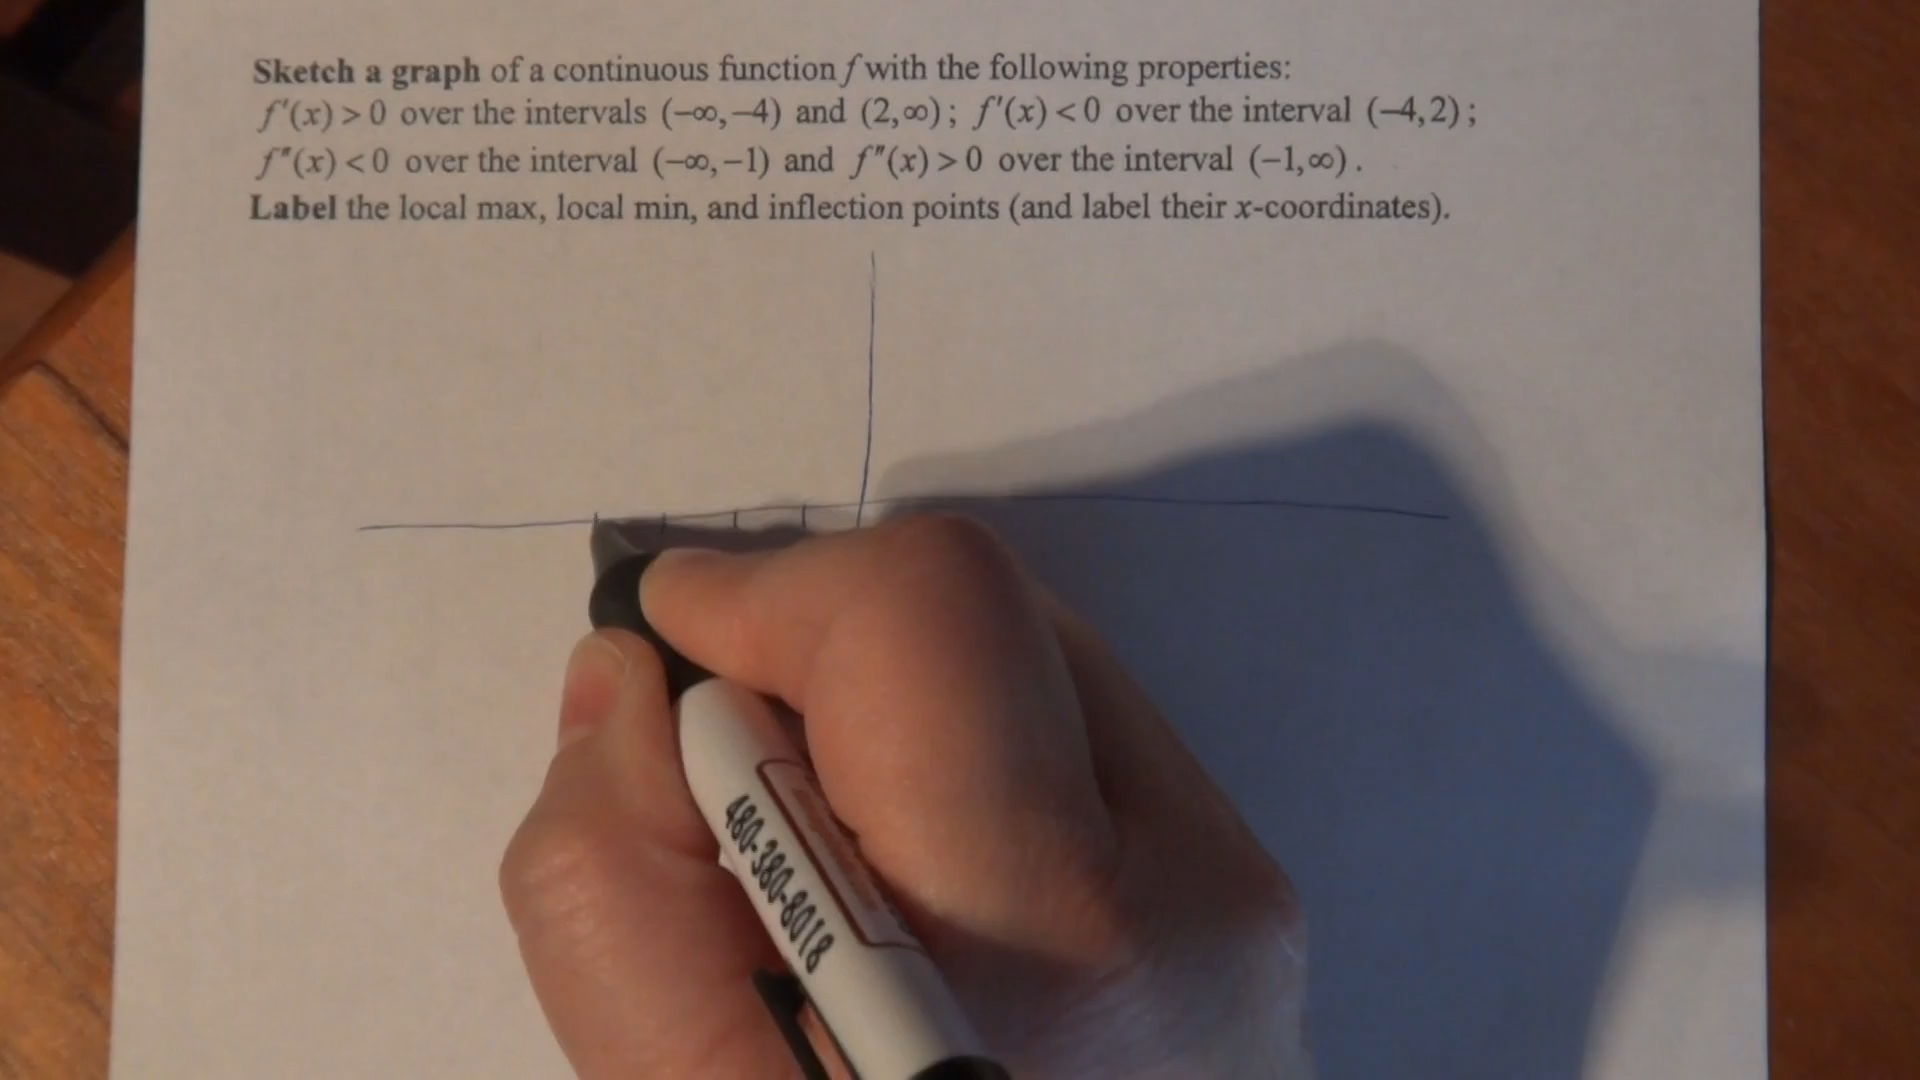 Sketch a graph of a continuous function f with the following properties:
f′(x) > 0 over the intervals (−∞, −4) and (2, ∞); f′(x) < 0 over the interval (−4, 2);
f″(x) < 0 over the interval (−∞, −1) and f″(x) > 0 over the interval (−1, ∞).
Label the local max, local min, and inflection points (and label their x-coordinates).
480-380-8018